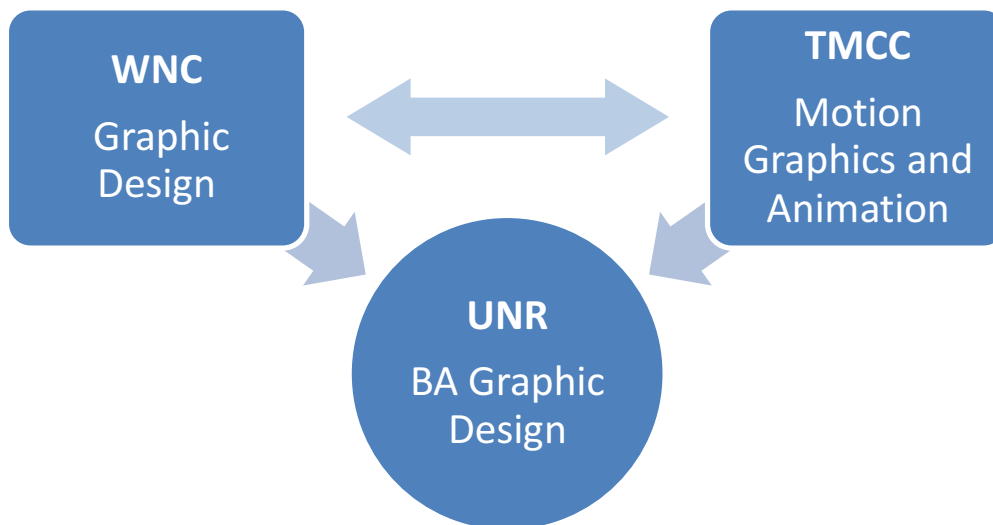 WNC
Graphic
Design
TMCC
Motion
Graphics and
Animation
UNR
BA Graphic
Design